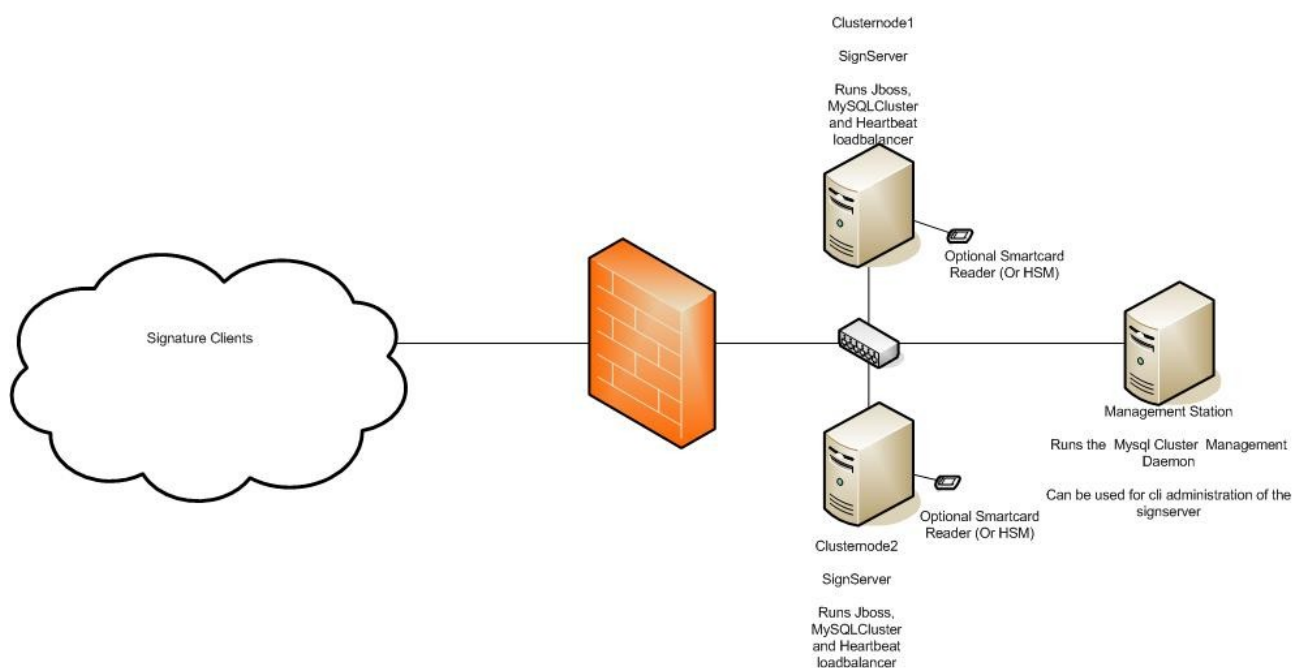 Clusternode1
SignServer
Runs Jboss,
MySQLCluster
and Heartbeat
loadbalancer
Optional Smartcard
Reader (Or HSM)
Signature Clients
Management Station
Runs the Mysql Cluster Management
Daemon
Can be used for cli administration of the
signserver
Optional Smartcard
Reader (Or HSM)
Clusternode2
SignServer
Runs Jboss,
MySQLCluster
and Heartbeat
loadbalancer